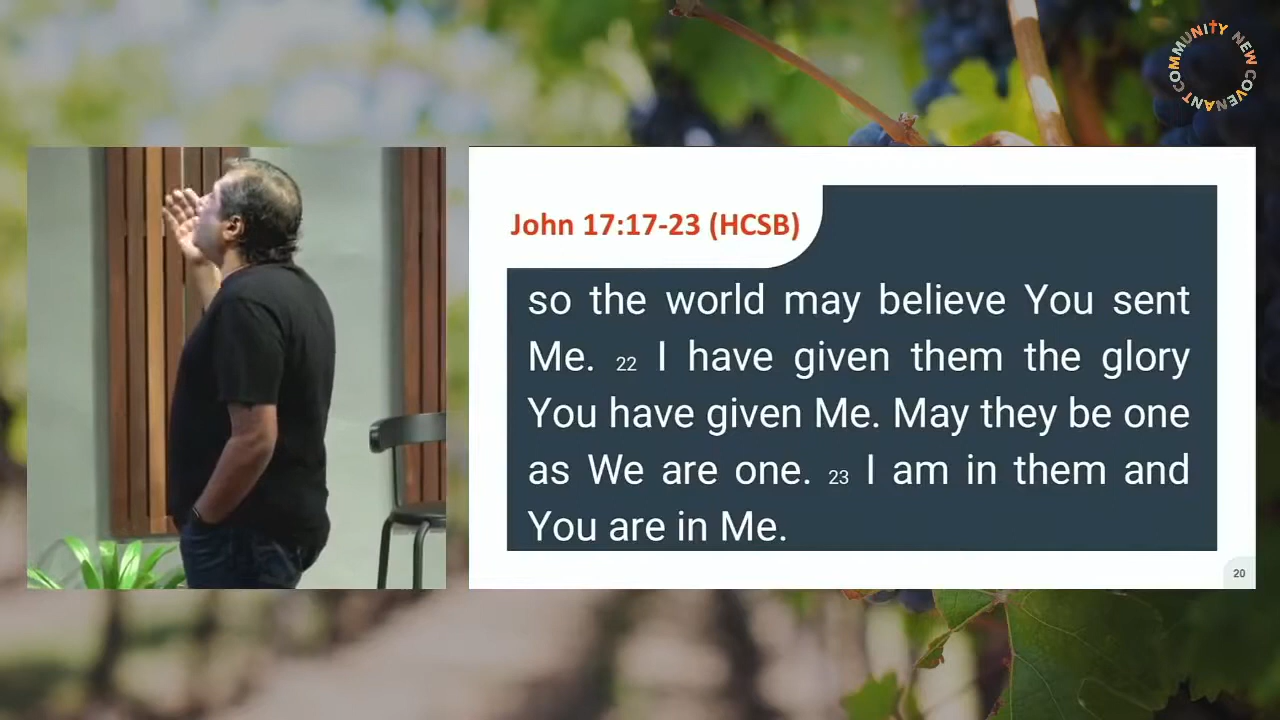 COMMUNITY NEW COVENANT
John 17:17-23 (HCSB)
so the world may believe You sent
Me. 22 I have given them the glory
You have given Me. May they be one
as We are one. 23 I am in them and
You are in Me.
20